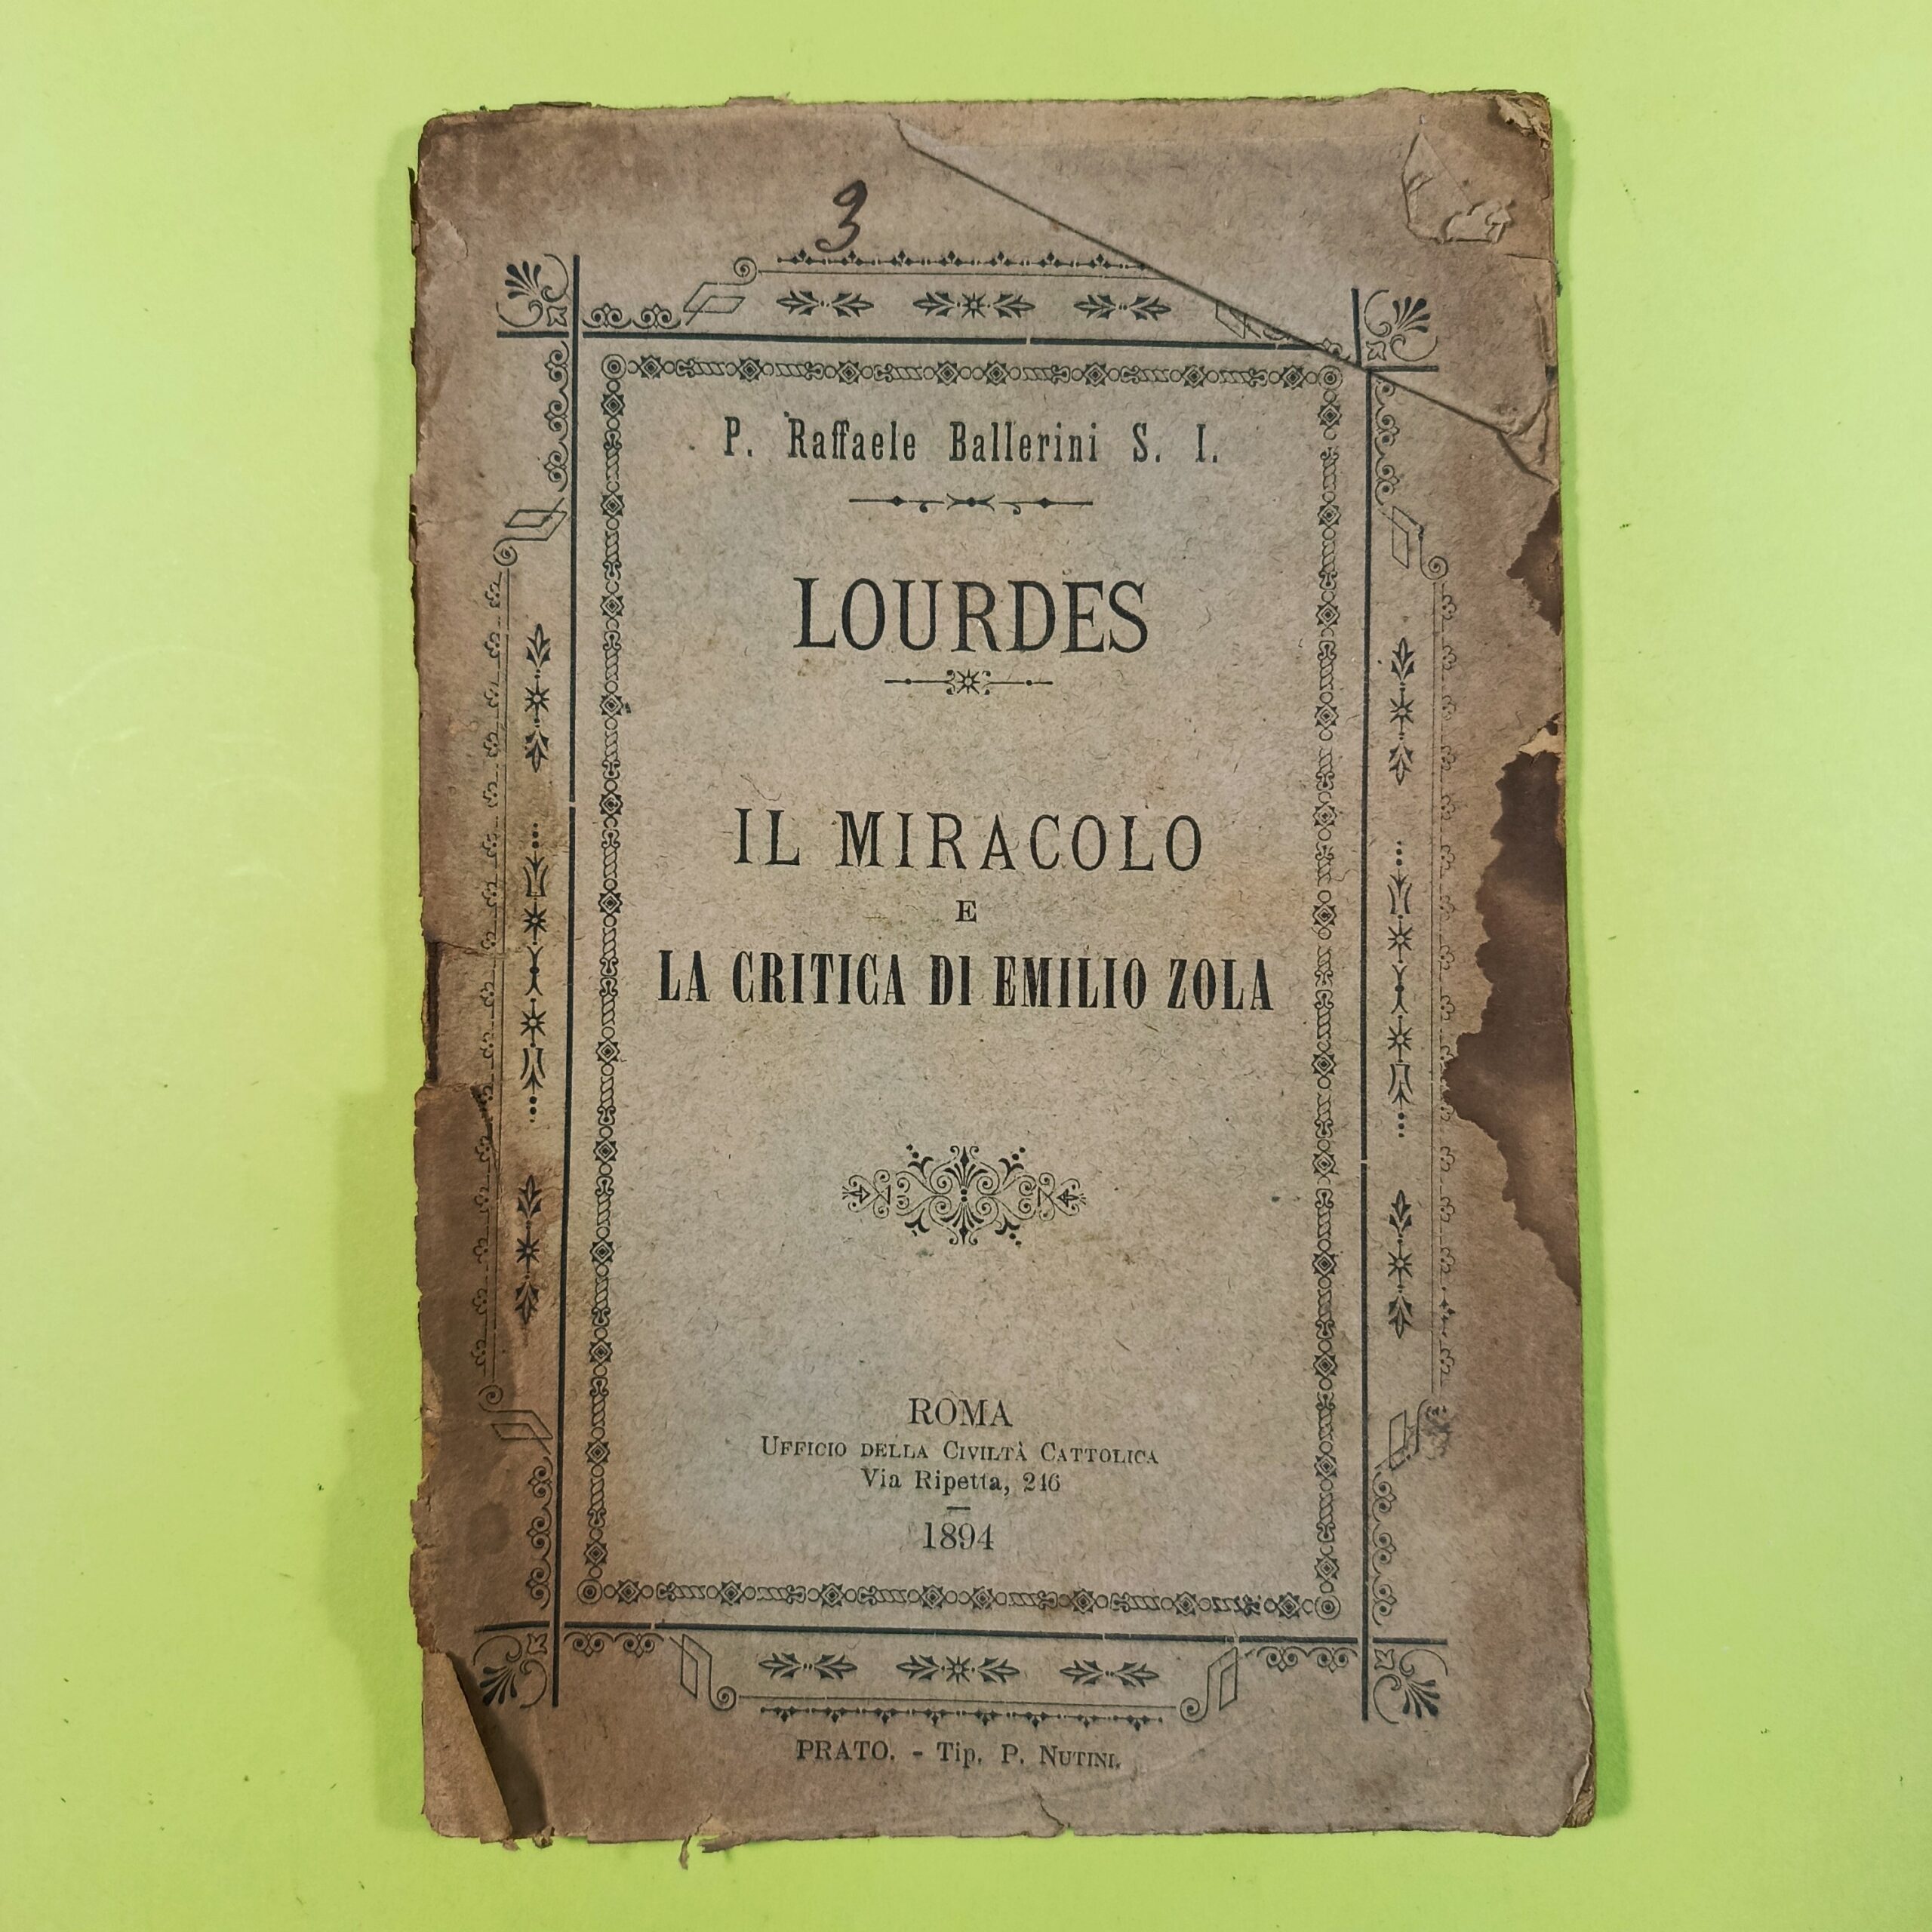 3
P. Raffaele Ballerini S. I.
LOURDES
IL MIRACOLO
E
LA CRITICA DI EMILIO ZOLA
ROMA
UFFICIO DELLA CIVILTÀ CATTOLICA
Via Ripetta, 246
1894
PRATO. - Tip. P. NUTINI.